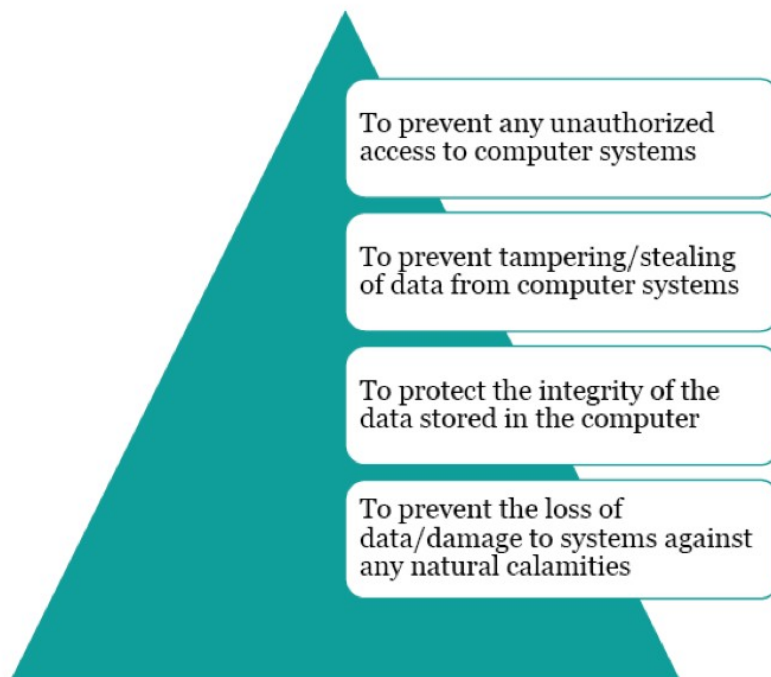 To prevent any unauthorized
access to computer systems
To prevent tampering/stealing
of data from computer systems
To protect the integrity of the
data stored in the computer
To prevent the loss of
data/damage to systems against
any natural calamities